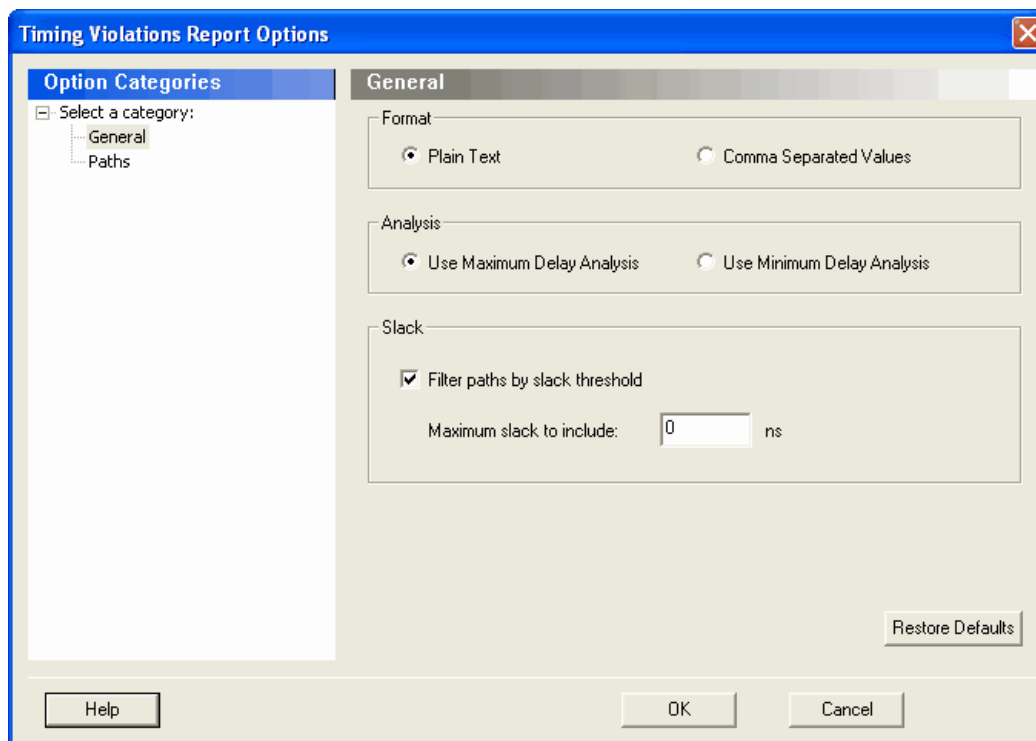 Timing Violations Report Options
Option Categories
Select a category:
General
Paths
General
Format
Plain Text
Comma Separated Values
Analysis
Use Maximum Delay Analysis
Use Minimum Delay Analysis
Slack
Filter paths by slack threshold
Maximum slack to include: 0 ns
Restore Defaults
Help
OK
Cancel